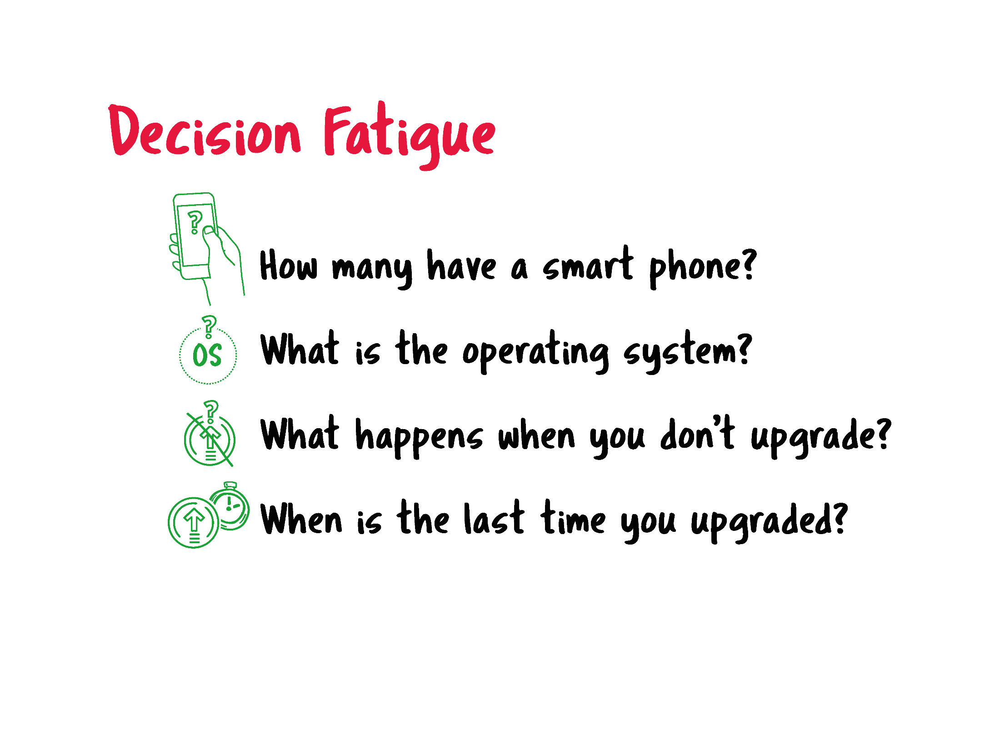 Decision Fatigue
?
How many have a smart phone?
?
OS
What is the operating system?
?
What happens when you don't upgrade?
When is the last time you upgraded?